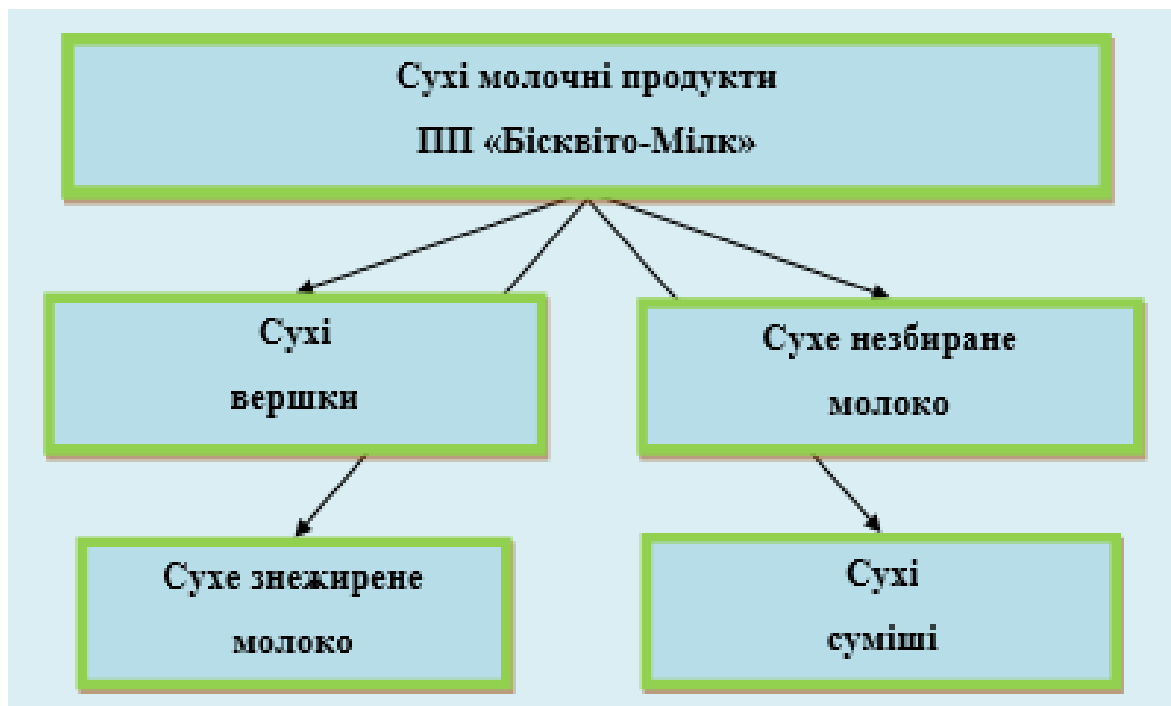 Сухі молочні продукти
ПП «Бісквіто-Мілк»
Сухі
вершки
Сухе незбиране
молоко
Сухе знежирене
молоко
Сухі
суміші